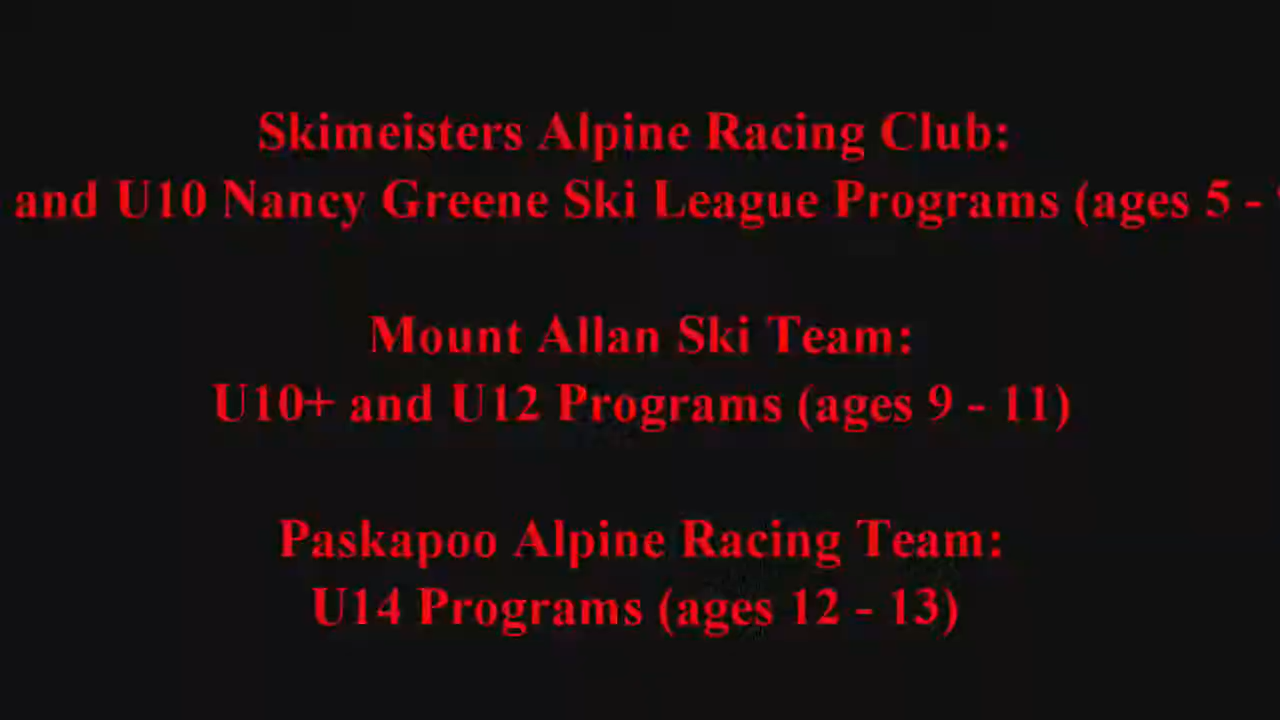 Skimeisters Alpine Racing Club:
and U10 Nancy Greene Ski League Programs (ages 5 -
Mount Allan Ski Team:
U10+ and U12 Programs (ages 9 - 11)
Paskapoo Alpine Racing Team:
U14 Programs (ages 12 - 13)